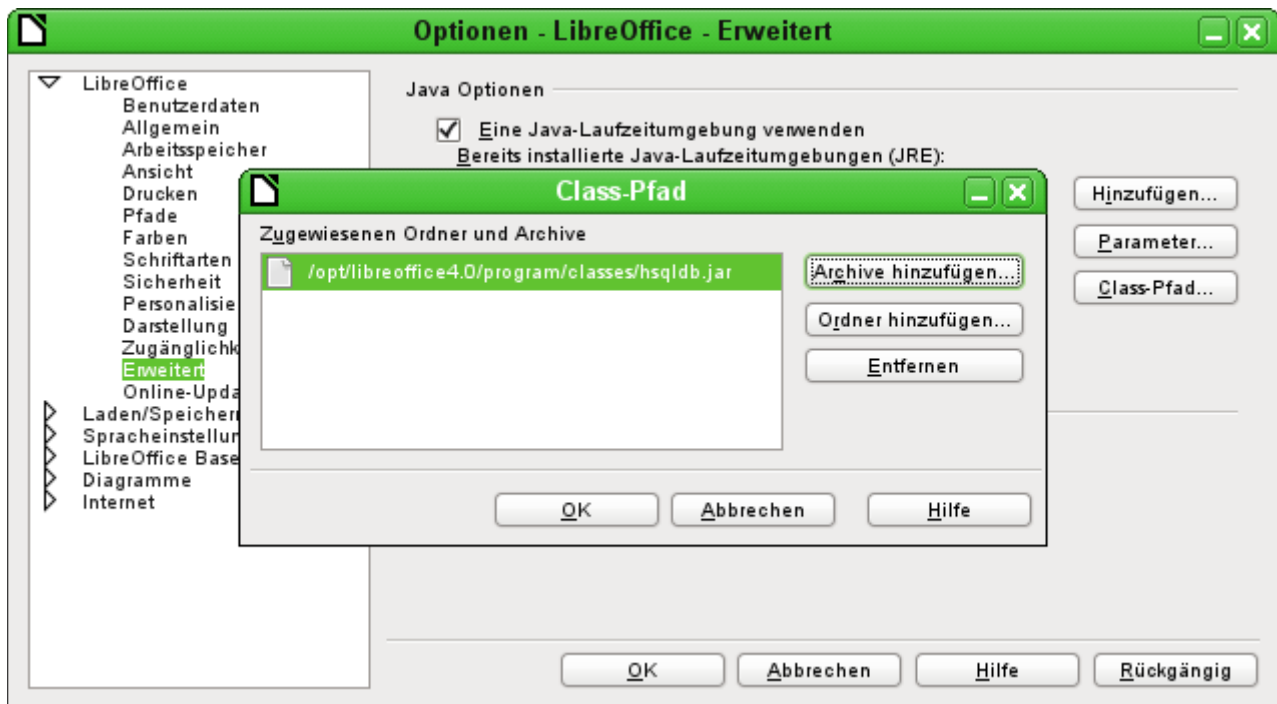 Optionen - LibreOffice - Erweitert
LibreOffice
Benutzerdaten
Allgemein
Arbeitsspeicher
Ansicht
Drucken
Pfade
Farben
Schriftarten
Sicherheit
Personalisie
Darstellung
Zugänglichk
Erweitert
Online-Upda
Laden/Speichern
Spracheinstellun
LibreOffice Base
Diagramme
Internet
Java Optionen
Eine Java-Laufzeitumgebung verwenden
Bereits installierte Java-Laufzeitumgebungen (JRE):
Hinzufügen...
Parameter...
Class-Pfad...
Class-Pfad
Zugewiesenen Ordner und Archive
/opt/libreoffice4.0/program/classes/hsqldb.jar
Archive hinzufügen...
Ordner hinzufügen...
Entfernen
OK Abbrechen Hilfe
OK Abbrechen Hilfe Rückgängig